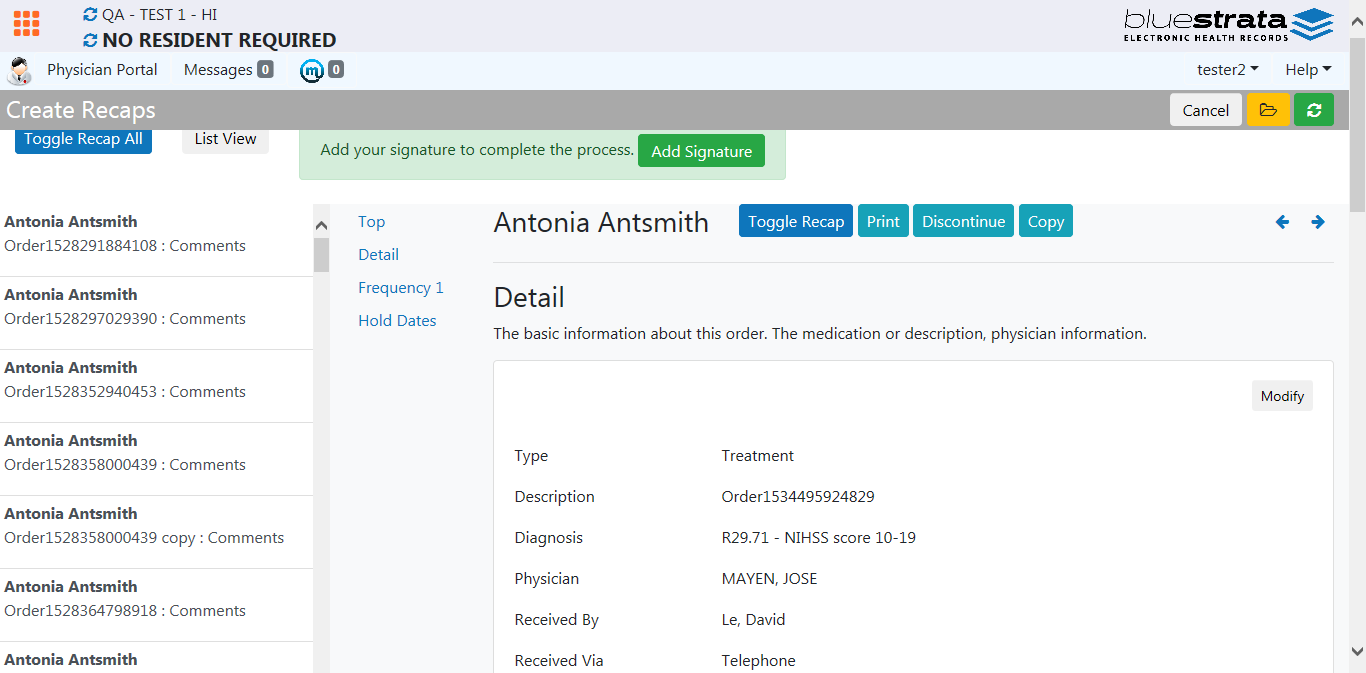 QA - TEST 1 - HI
NO RESIDENT REQUIRED
bluestrata
ELECTRONIC HEALTH RECORDS
Physician Portal Messages 0 m 0 tester2 Help
Create Recaps Cancel
Toggle Recap All List View Add your signature to complete the process. Add Signature
Antonia Antsmith
Order1528291884108 : Comments
Antonia Antsmith
Order1528297029390 : Comments
Antonia Antsmith
Order1528352940453 : Comments
Antonia Antsmith
Order1528358000439 : Comments
Antonia Antsmith
Order1528358000439 copy : Comments
Antonia Antsmith
Order1528364798918 : Comments
Antonia Antsmith
Top
Detail
Frequency 1
Hold Dates
Antonia Antsmith Toggle Recap Print Discontinue Copy
Detail
The basic information about this order. The medication or description, physician information.
Modify
Type Treatment
Description Order1534495924829
Diagnosis R29.71 - NIHSS score 10-19
Physician MAYEN, JOSE
Received By Le, David
Received Via Telephone